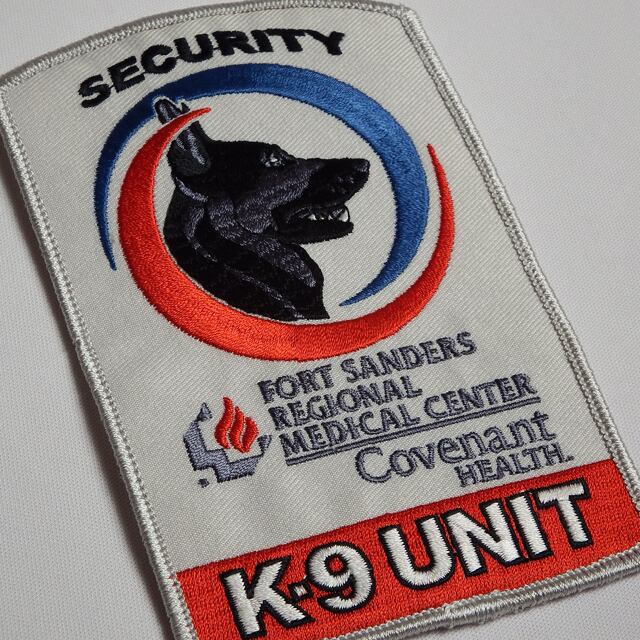 SECURITY
FORT SANDERS
REGIONAL
MEDICAL CENTER
Covenant
HEALTH.
K-9 UNIT